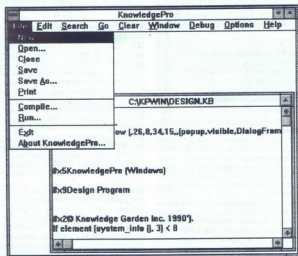 KnowledgePro
File Edit Search Go Clear Window Debug Options Help
New
Open...
Close
Save
Save As...
Print
Compile...
Run...
Exit
About KnowledgePro...
C:\KPWIN\DESIGN.KB
ow (,26,8,34,15,,[popup,visible,DialogFram
#x5KnowledgePro (Windows)
#x9Design Program
#x2© Knowledge Garden Inc. 1990').
If element (system_info (), 3) < 8